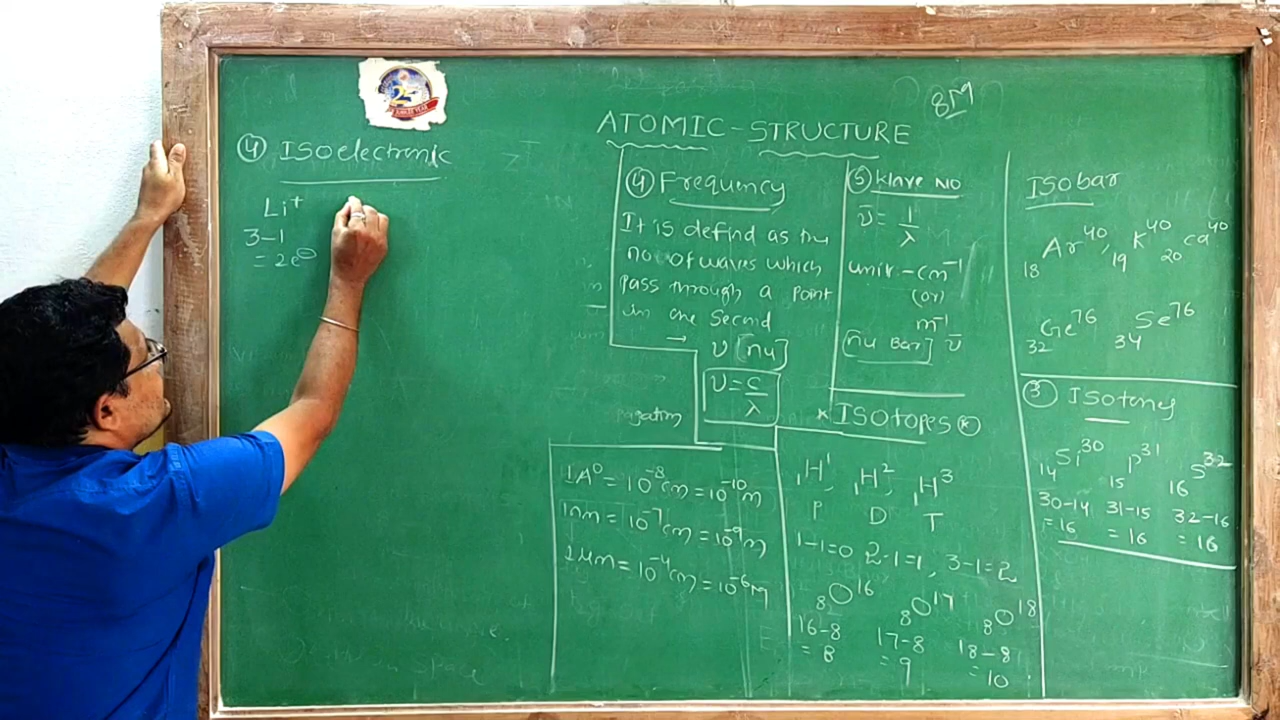 8M
ATOMIC-STRUCTURE
④ ISOelectronic
Li⁺
3-1
= 2e⊖
④ Frequency
It is defind as the
no. of waves which
pass through a point
in one Second
→ ν [nu]
ν = c/λ
1A⁰ = 10⁻⁸cm = 10⁻¹⁰m
1nm = 10⁻⁷cm = 10⁻⁹m
1μm = 10⁻⁴cm = 10⁻⁶m
⑤ Wave NO
ν̄ = 1/λ
unit - cm⁻¹
(or)
m⁻¹
[nu Bar] ν̄
* ISOtopes *
₁H¹, ₁H², ₁H³
P D T
1-1=0 2-1=1, 3-1=2
₈O¹⁶ ₈O¹⁷ ₈O¹⁸
16-8 17-8 18-8
= 8 = 9 = 10
ISObar
₁₈Ar⁴⁰, ₁₉K⁴⁰ ₂₀Ca⁴⁰
₃₂Ge⁷⁶ ₃₄Se⁷⁶
③ ISOtones
₁₄Si³⁰ ₁₅P³¹ ₁₆S³²
30-14 31-15 32-16
= 16 = 16 = 16